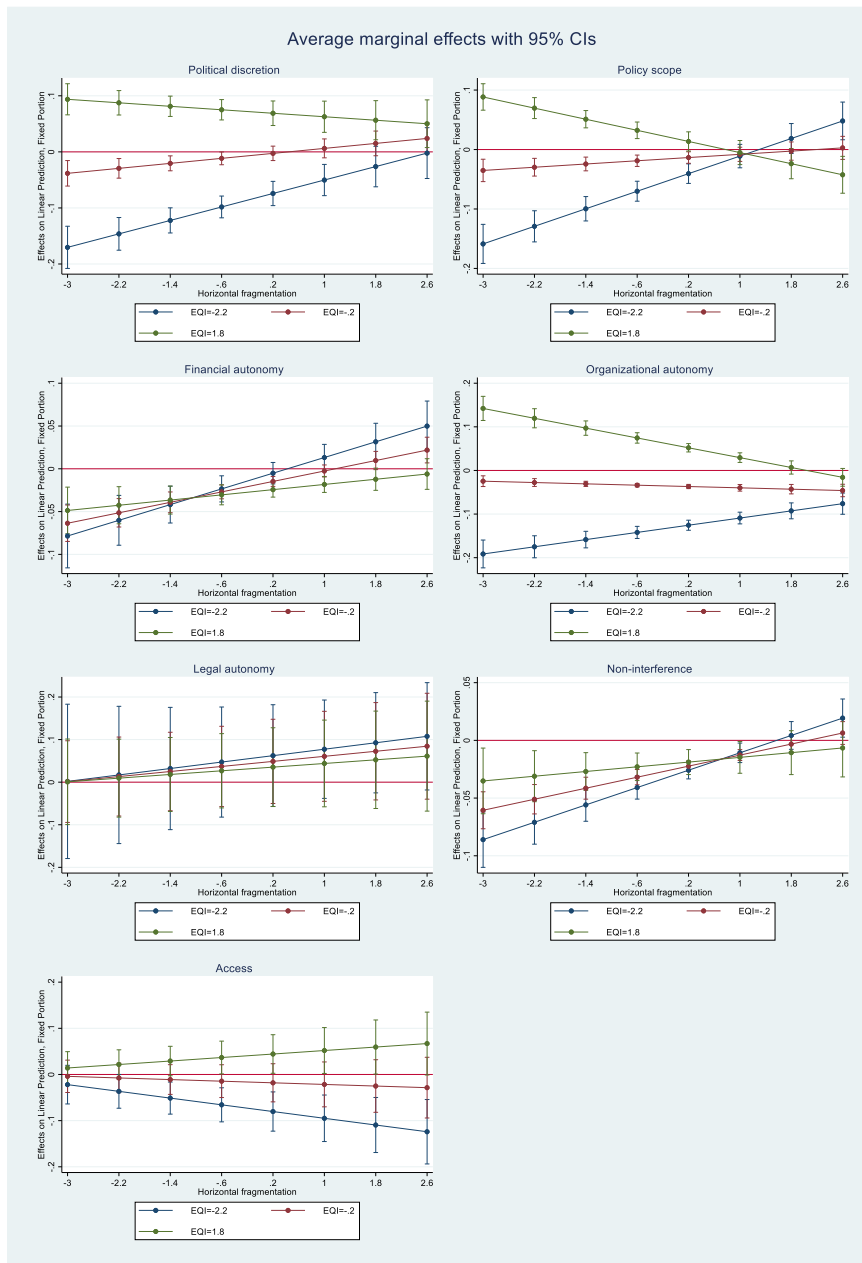 Average marginal effects with 95% CIs
Political discretion
Effects on Linear Prediction, Fixed Portion
.1
0
-.1
-.2
-3 -2.2 -1.4 -.6 .2 1 1.8 2.6
Horizontal fragmentation
EQI=-2.2 EQI=-.2
EQI=1.8
Policy scope
Effects on Linear Prediction, Fixed Portion
.1
0
-.1
-.2
-3 -2.2 -1.4 -.6 .2 1 1.8 2.6
Horizontal fragmentation
EQI=-2.2 EQI=-.2
EQI=1.8
Financial autonomy
Effects on Linear Prediction, Fixed Portion
.1
.05
0
-.05
-.1
-3 -2.2 -1.4 -.6 .2 1 1.8 2.6
Horizontal fragmentation
EQI=-2.2 EQI=-.2
EQI=1.8
Organizational autonomy
Effects on Linear Prediction, Fixed Portion
.2
.1
0
-.1
-.2
-3 -2.2 -1.4 -.6 .2 1 1.8 2.6
Horizontal fragmentation
EQI=-2.2 EQI=-.2
EQI=1.8
Legal autonomy
Effects on Linear Prediction, Fixed Portion
.2
.1
0
-.1
-.2
-3 -2.2 -1.4 -.6 .2 1 1.8 2.6
Horizontal fragmentation
EQI=-2.2 EQI=-.2
EQI=1.8
Non-interference
Effects on Linear Prediction, Fixed Portion
.05
0
-.05
-.1
-3 -2.2 -1.4 -.6 .2 1 1.8 2.6
Horizontal fragmentation
EQI=-2.2 EQI=-.2
EQI=1.8
Access
Effects on Linear Prediction, Fixed Portion
.2
.1
0
-.1
-.2
-3 -2.2 -1.4 -.6 .2 1 1.8 2.6
Horizontal fragmentation
EQI=-2.2 EQI=-.2
EQI=1.8